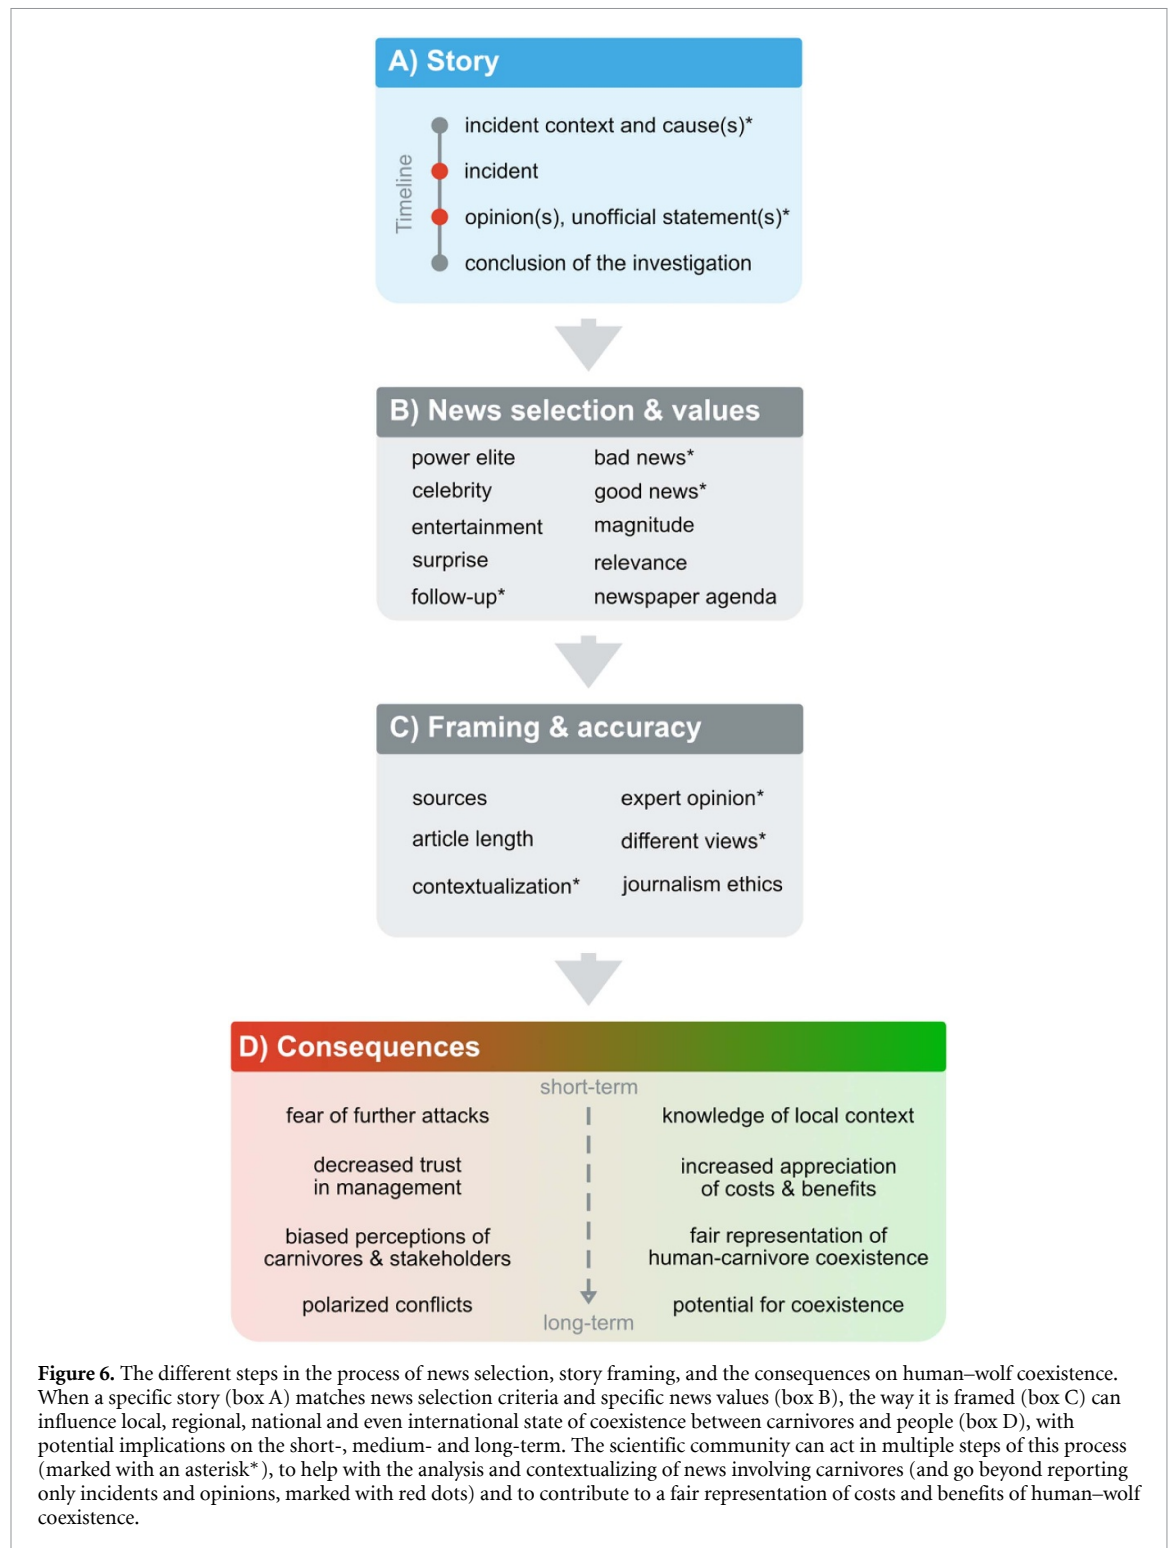 A) Story
Timeline
incident context and cause(s)*
incident
opinion(s), unofficial statement(s)*
conclusion of the investigation
B) News selection & values
power elite
celebrity
entertainment
surprise
follow-up*
bad news*
good news*
magnitude
relevance
newspaper agenda
C) Framing & accuracy
sources
article length
contextualization*
expert opinion*
different views*
journalism ethics
D) Consequences
short-term
fear of further attacks
decreased trust
in management
biased perceptions of
carnivores & stakeholders
polarized conflicts
knowledge of local context
increased appreciation
of costs & benefits
fair representation of
human-carnivore coexistence
potential for coexistence
long-term
Figure 6. The different steps in the process of news selection, story framing, and the consequences on human–wolf coexistence.
When a specific story (box A) matches news selection criteria and specific news values (box B), the way it is framed (box C) can
influence local, regional, national and even international state of coexistence between carnivores and people (box D), with
potential implications on the short-, medium- and long-term. The scientific community can act in multiple steps of this process
(marked with an asterisk*), to help with the analysis and contextualizing of news involving carnivores (and go beyond reporting
only incidents and opinions, marked with red dots) and to contribute to a fair representation of costs and benefits of human–wolf
coexistence.